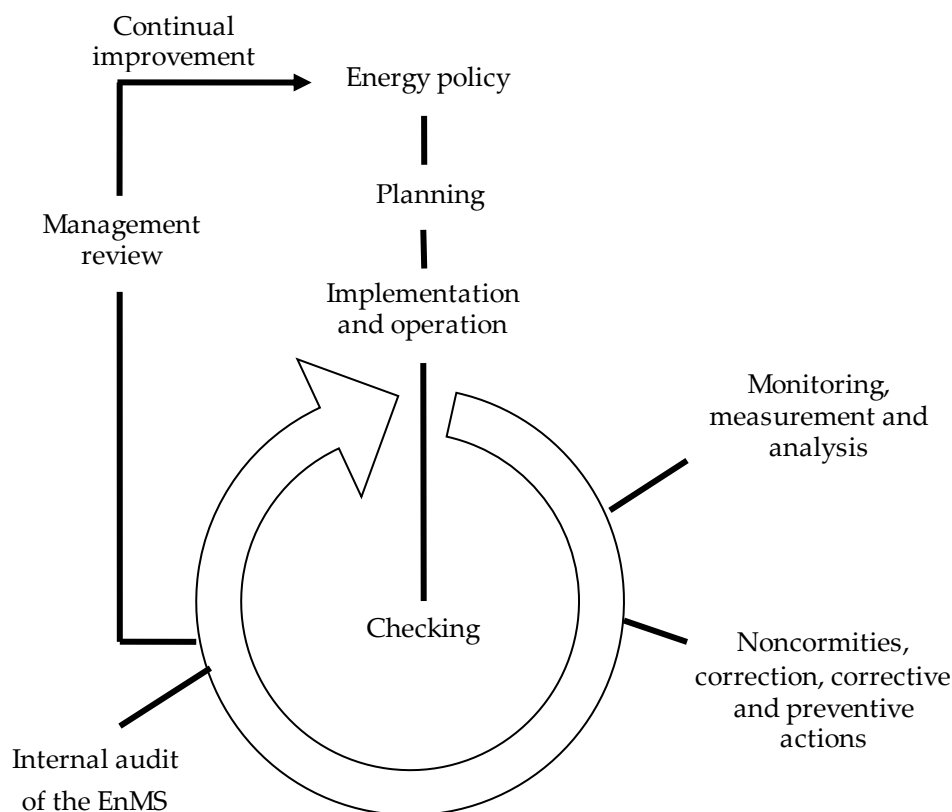 Continual
improvement
Energy policy
Planning
Management
review
Implementation
and operation
Monitoring,
measurement and
analysis
Checking
Noncormities,
correction, corrective
and preventive
actions
Internal audit
of the EnMS